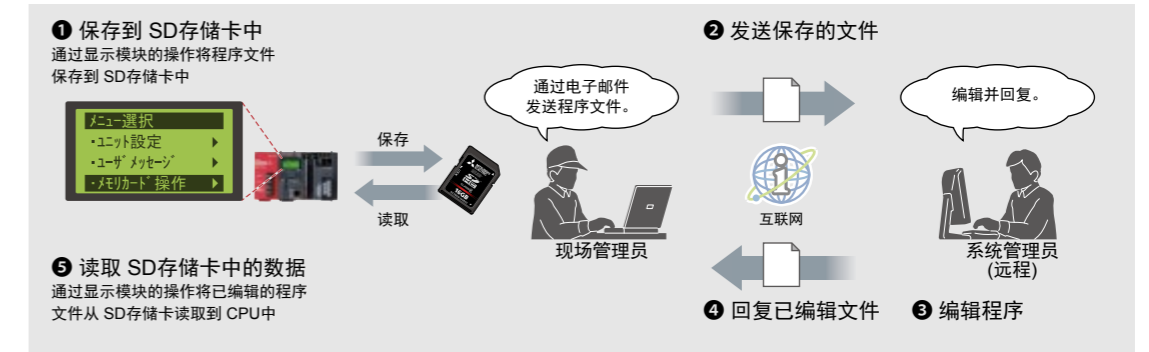 ❶ 保存到 SD存储卡中
通过显示模块的操作将程序文件
保存到 SD存储卡中
メニュー選択
・ユニット設定
・ユーザメッセージ
・メモリカード操作
保存
读取
16GB
通过电子邮件
发送程序文件。
现场管理员
❷ 发送保存的文件
互联网
编辑并回复。
系统管理员
(远程)
❸ 编辑程序
❹ 回复已编辑文件
❺ 读取 SD存储卡中的数据
通过显示模块的操作将已编辑的程序
文件从 SD存储卡读取到 CPU中